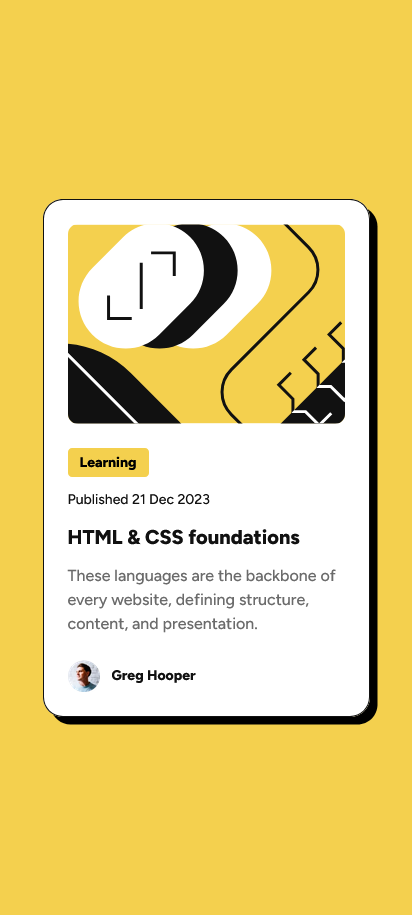 Learning
Published 21 Dec 2023
HTML & CSS foundations
These languages are the backbone of
every website, defining structure,
content, and presentation.
Greg Hooper